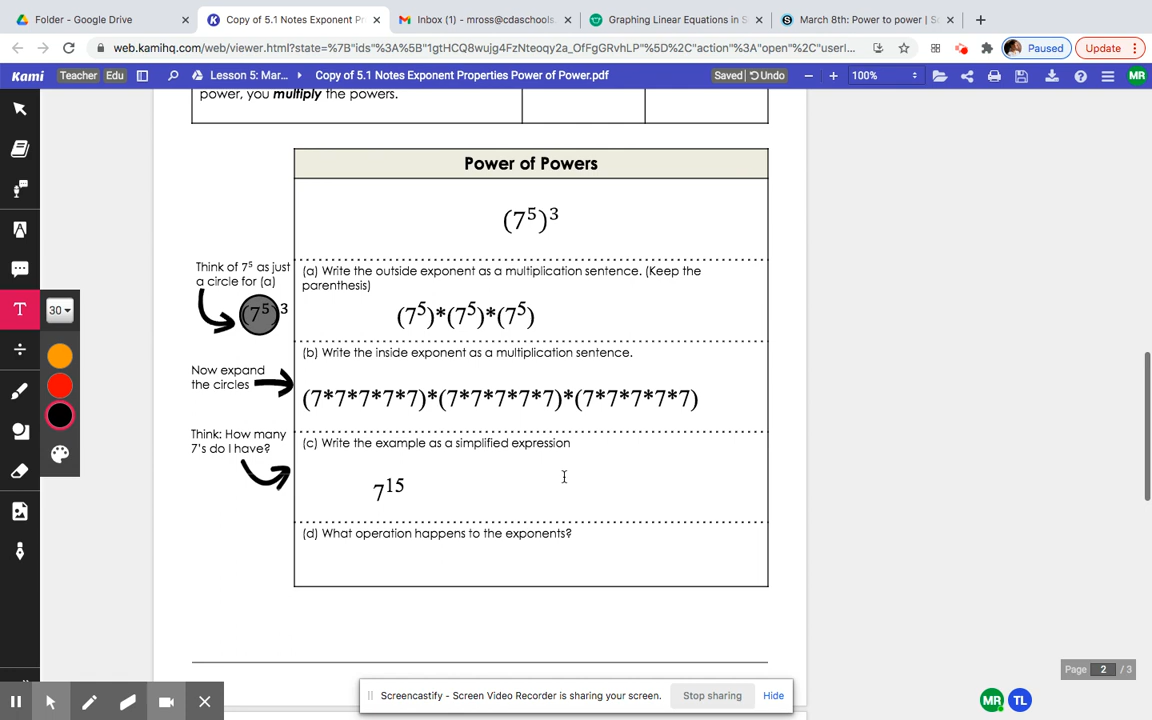 Folder - Google Drive
Copy of 5.1 Notes Exponent P
Inbox (1) - mross@cdaschools.
Graphing Linear Equations in S
March 8th: Power to power | S
web.kamihq.com/web/viewer.html?state=%7B"ids"%3A%5B"1gtHCQ8wujg4FzNteoqy2a_OfFgGRvhLP"%5D%2C"action"%3A"open"%2C"userI...
Paused
Update
Kami
Teacher
Edu
Lesson 5: Mar...
Copy of 5.1 Notes Exponent Properties Power of Power.pdf
Saved
Undo
100%
MR
power, you multiply the powers.
Power of Powers
(7⁵)³
Think of 7⁵ as just
a circle for (a)
(7⁵)³
(a) Write the outside exponent as a multiplication sentence. (Keep the
parenthesis)
(7⁵)*(7⁵)*(7⁵)
T
30
(b) Write the inside exponent as a multiplication sentence.
Now expand
the circles
(7*7*7*7*7)*(7*7*7*7*7)*(7*7*7*7*7)
Think: How many
7's do I have?
(c) Write the example as a simplified expression
7¹⁵
(d) What operation happens to the exponents?
Page 2 / 3
Screencastify - Screen Video Recorder is sharing your screen.
Stop sharing
Hide
MR
TL